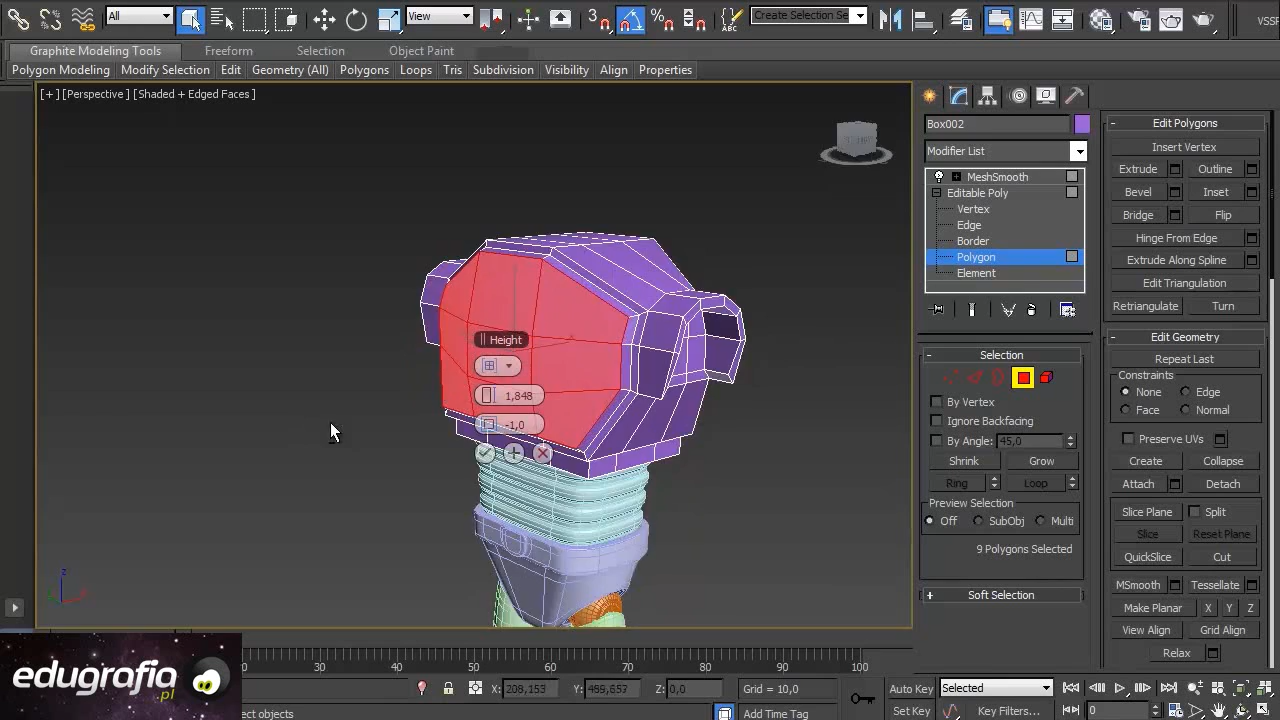 All
View
3
%
ABC
Create Selection Se
VSSF
Graphite Modeling Tools Freeform Selection Object Paint
Polygon Modeling Modify Selection Edit Geometry (All) Polygons Loops Tris Subdivision Visibility Align Properties
[ + ] [Perspective ] [Shaded + Edged Faces ]
Height
1,848
-1,0
z
Box002
Modifier List
MeshSmooth
Editable Poly
Vertex
Edge
Border
Polygon
Element
Selection
By Vertex
Ignore Backfacing
By Angle: 45,0
Shrink Grow
Ring Loop
Preview Selection
Off SubObj Multi
9 Polygons Selected
Soft Selection
Edit Polygons
Insert Vertex
Extrude Outline
Bevel Inset
Bridge Flip
Hinge From Edge
Extrude Along Spline
Edit Triangulation
Retriangulate Turn
Edit Geometry
Repeat Last
Constraints
None Edge
Face Normal
Preserve UVs
Create Collapse
Attach Detach
Slice Plane Split
Slice Reset Plane
QuickSlice Cut
MSmooth Tessellate
Make Planar X Y Z
View Align Grid Align
Relax
30 40 50 60 70 80 90 100
X: 208,153 Y: 499,657 Z: 0,0 Grid = 10,0
ect objects
Add Time Tag
Auto Key Selected
Set Key Key Filters... 0
edugrafia.pl